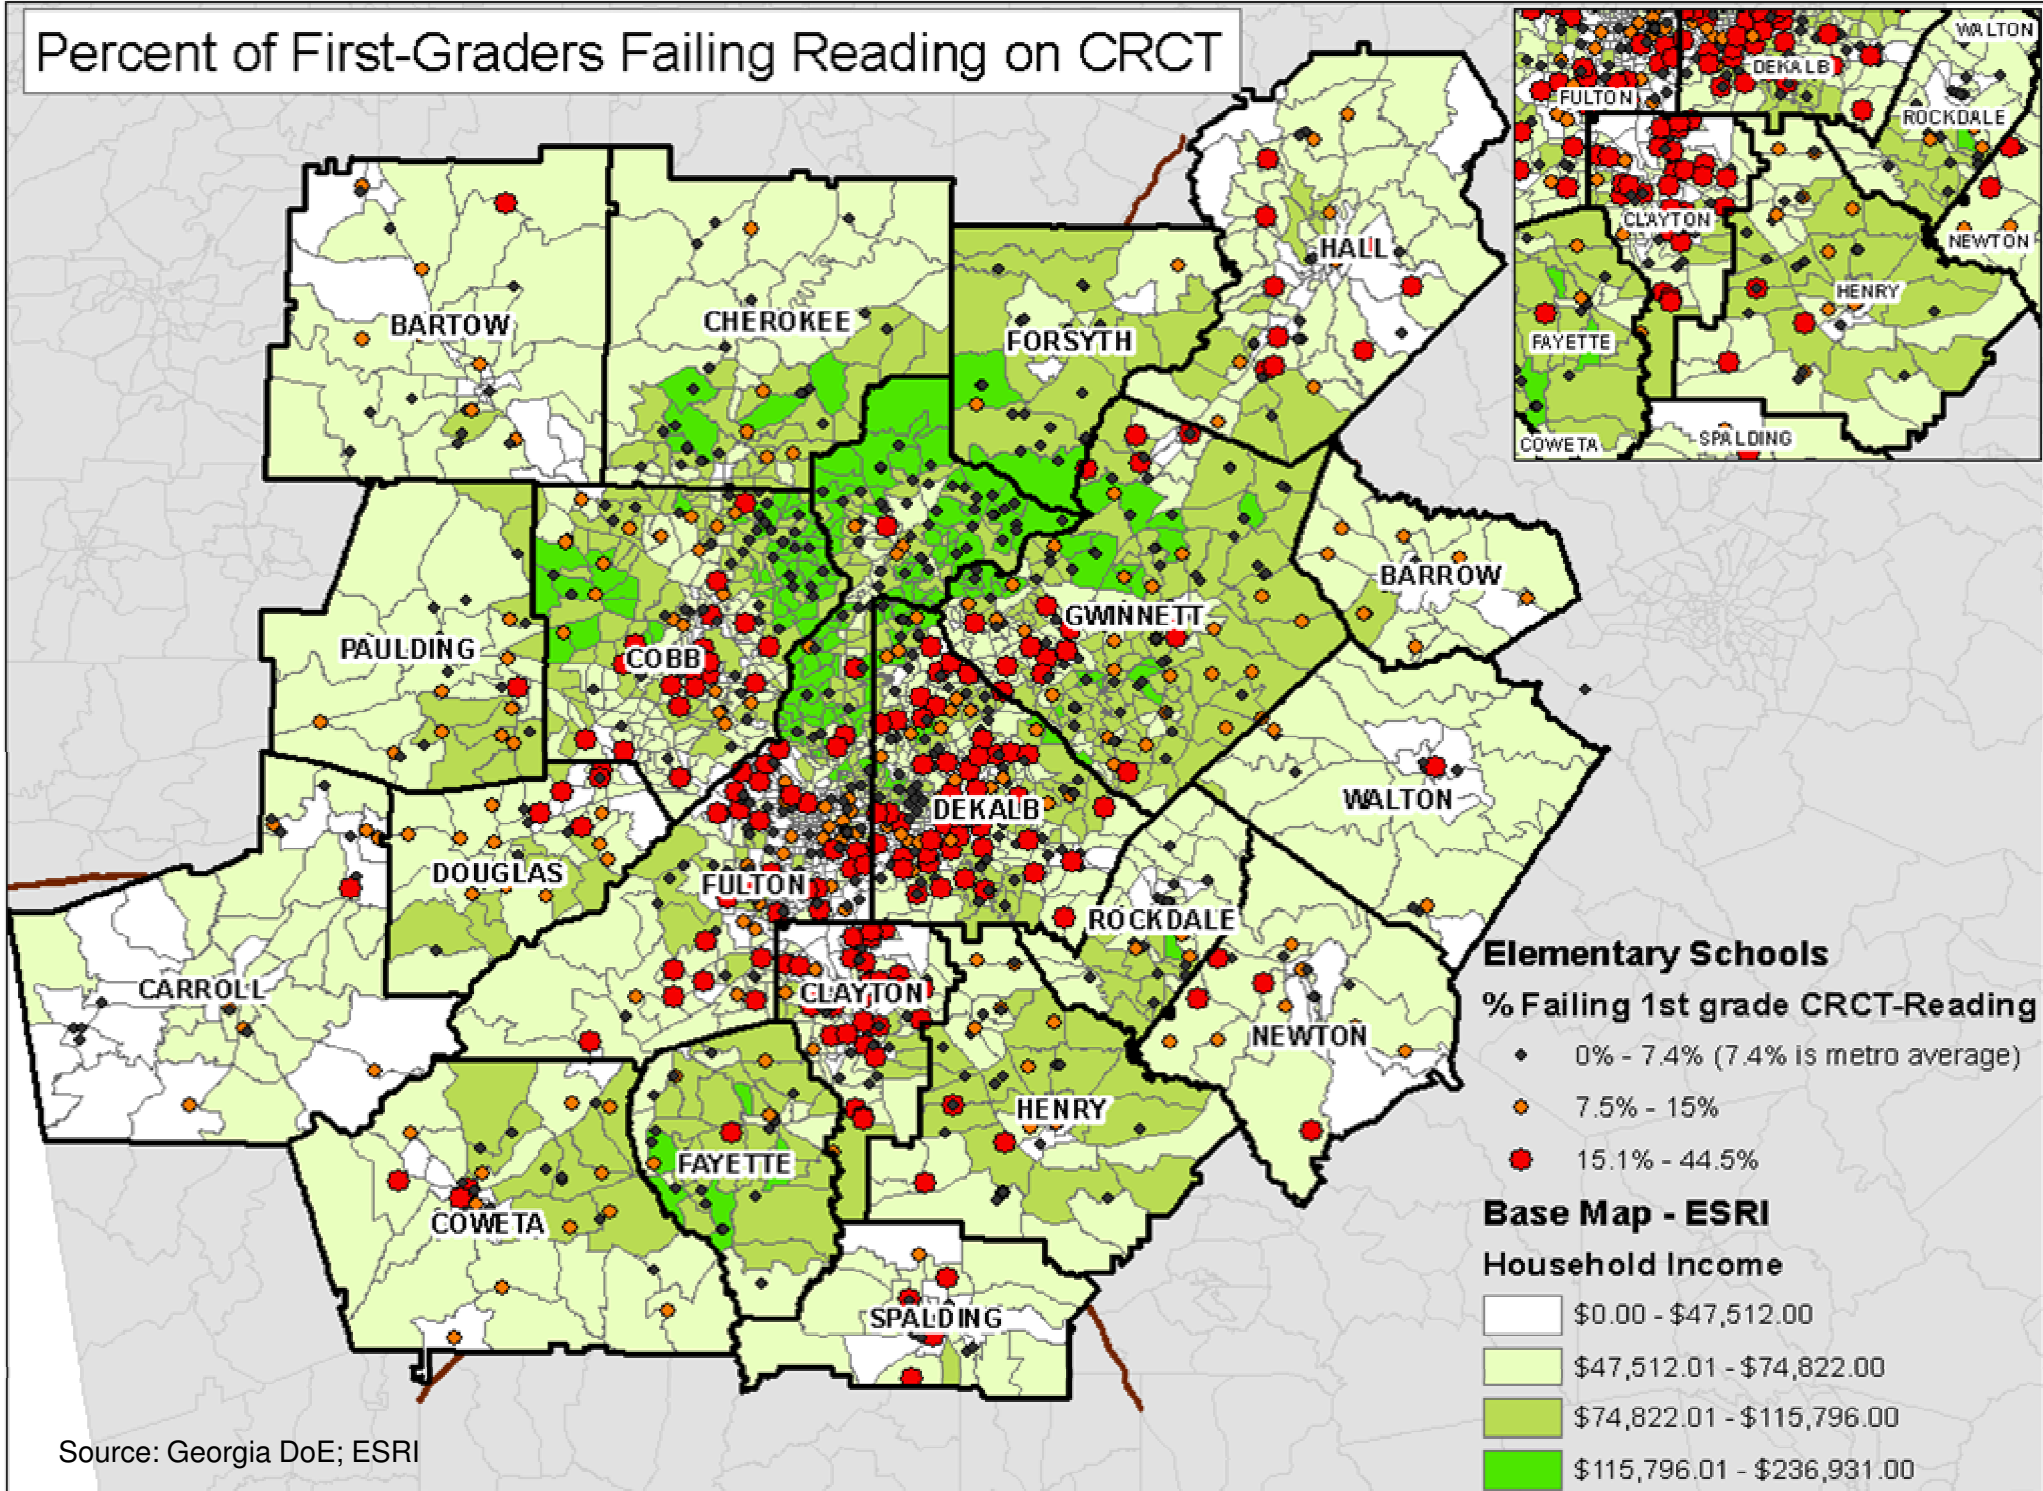 Percent of First-Graders Failing Reading on CRCT
WALTON
DEKALB
FULTON
ROCKDALE
CLAYTON
NEWTON
HENRY
FAYETTE
COWETA
SPALDING
HALL
BARTOW
CHEROKEE
FORSYTH
BARROW
GWINNETT
PAULDING
COBB
WALTON
DEKALB
DOUGLAS
FULTON
ROCKDALE
CARROLL
CLAYTON
NEWTON
HENRY
FAYETTE
COWETA
SPALDING
Elementary Schools
% Failing 1st grade CRCT-Reading
0% - 7.4% (7.4% is metro average)
7.5% - 15%
15.1% - 44.5%
Base Map - ESRI
Household Income
$0.00 - $47,512.00
$47,512.01 - $74,822.00
$74,822.01 - $115,796.00
$115,796.01 - $236,931.00
Source: Georgia DoE; ESRI